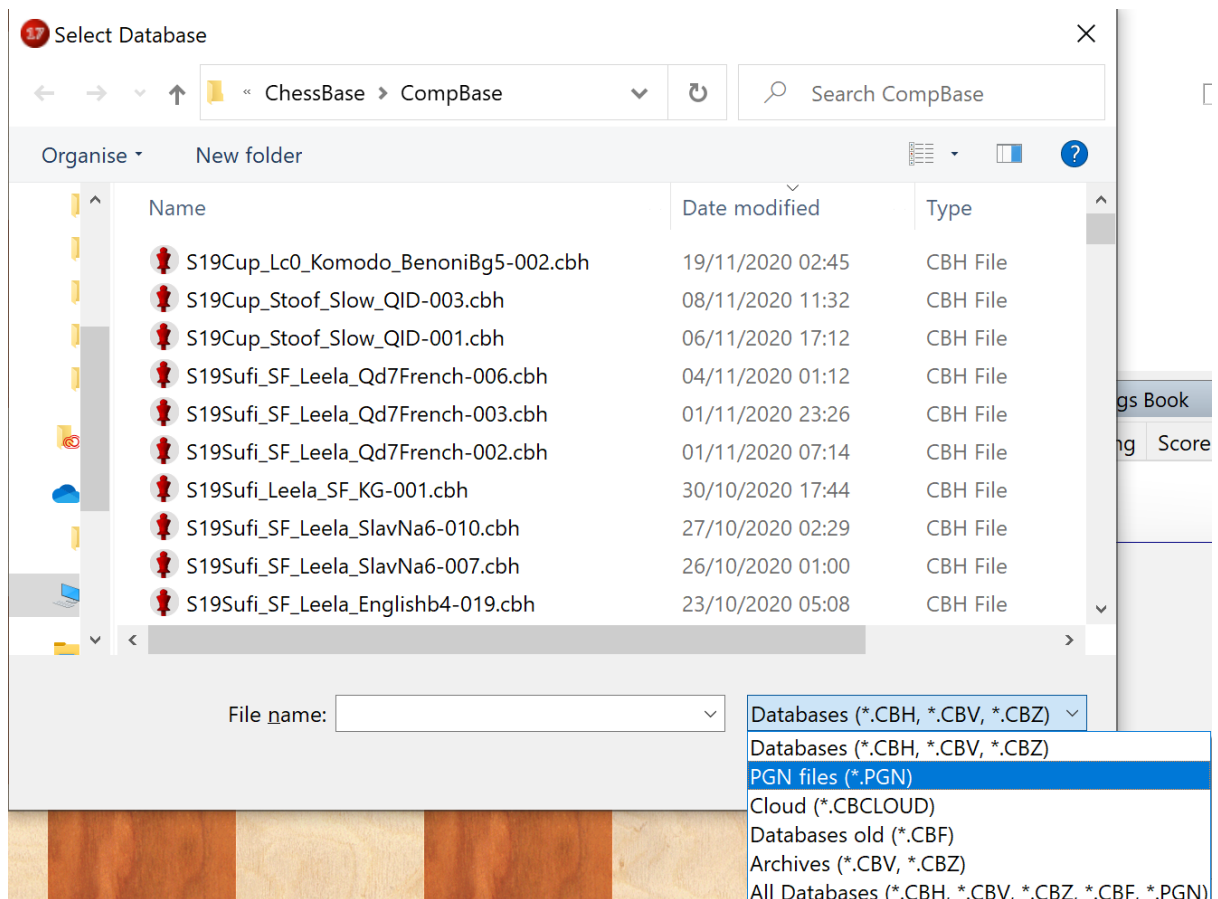 17 Select Database
« ChessBase > CompBase
Search CompBase
Organise
New folder
?
Name Date modified Type
S19Cup_Lc0_Komodo_BenoniBg5-002.cbh 19/11/2020 02:45 CBH File
S19Cup_Stoof_Slow_QID-003.cbh 08/11/2020 11:32 CBH File
S19Cup_Stoof_Slow_QID-001.cbh 06/11/2020 17:12 CBH File
S19Sufi_SF_Leela_Qd7French-006.cbh 04/11/2020 01:12 CBH File
S19Sufi_SF_Leela_Qd7French-003.cbh 01/11/2020 23:26 CBH File
gs Book
S19Sufi_SF_Leela_Qd7French-002.cbh 01/11/2020 07:14 CBH File
ng Score
S19Sufi_Leela_SF_KG-001.cbh 30/10/2020 17:44 CBH File
S19Sufi_SF_Leela_SlavNa6-010.cbh 27/10/2020 02:29 CBH File
S19Sufi_SF_Leela_SlavNa6-007.cbh 26/10/2020 01:00 CBH File
S19Sufi_SF_Leela_Englishb4-019.cbh 23/10/2020 05:08 CBH File
File name:
Databases (*.CBH, *.CBV, *.CBZ)
Databases (*.CBH, *.CBV, *.CBZ)
PGN files (*.PGN)
Cloud (*.CBCLOUD)
Databases old (*.CBF)
Archives (*.CBV, *.CBZ)
All Databases (*.CBH, *.CBV, *.CBZ, *.CBF, *.PGN)